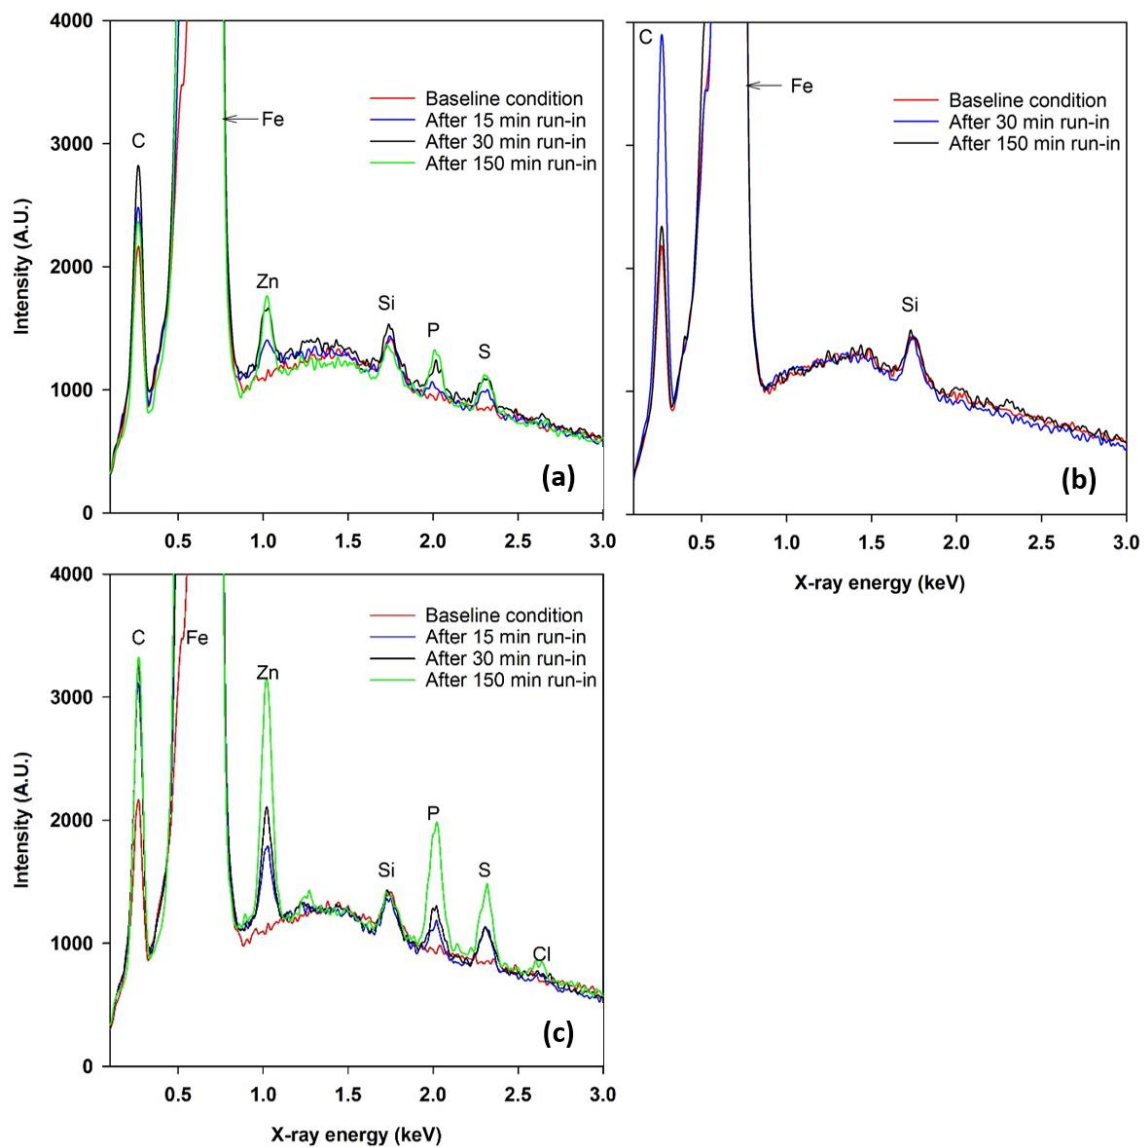 4000
3000
2000
1000
0
Intensity (A.U.)
C
Fe
Zn
Si
P
S
Baseline condition
After 15 min run-in
After 30 min run-in
After 150 min run-in
(a)
0.5 1.0 1.5 2.0 2.5 3.0
C
Fe
Si
Baseline condition
After 30 min run-in
After 150 min run-in
(b)
0.5 1.0 1.5 2.0 2.5 3.0
X-ray energy (keV)
4000
3000
2000
1000
0
Intensity (A.U.)
C
Fe
Zn
Si
P
S
Cl
Baseline condition
After 15 min run-in
After 30 min run-in
After 150 min run-in
(c)
0.5 1.0 1.5 2.0 2.5 3.0
X-ray energy (keV)